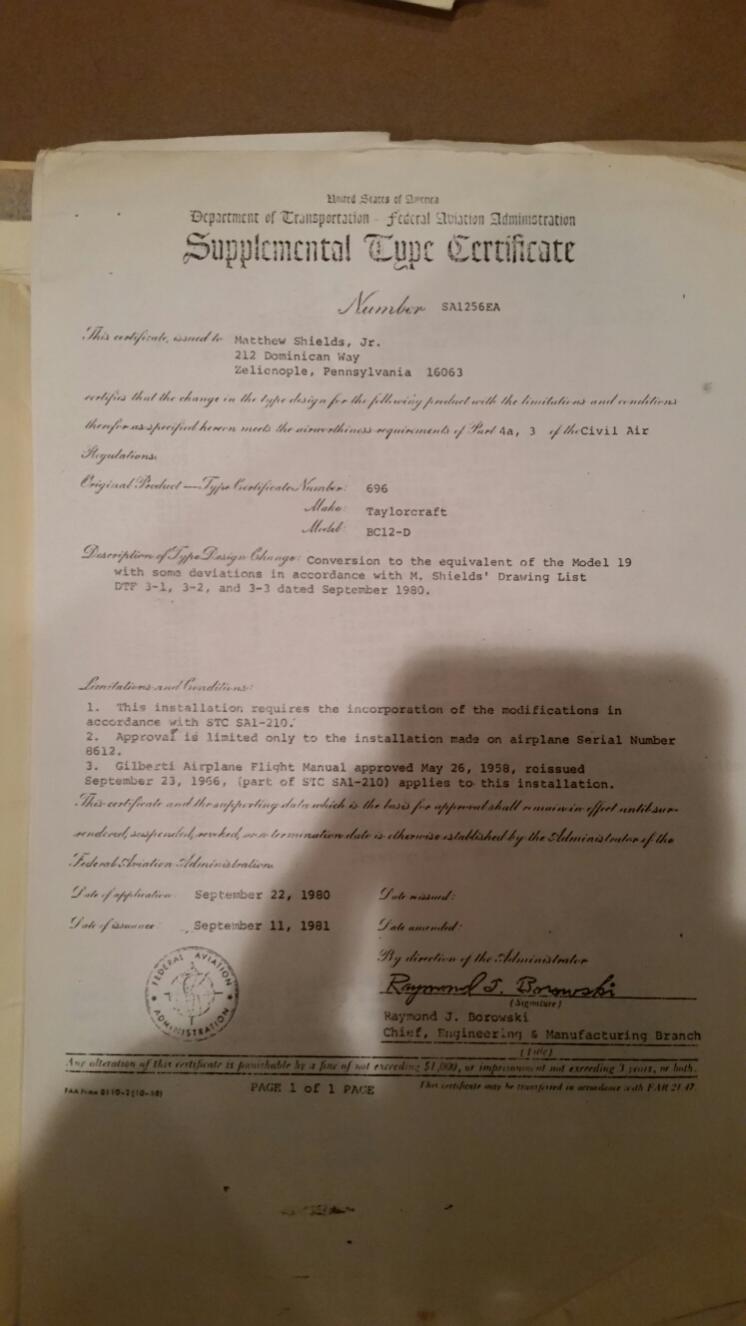 United States of America
Department of Transportation - Federal Aviation Administration
Supplemental Type Certificate
Number SA1256EA
This certificate, issued to Matthew Shields, Jr.
212 Dominican Way
Zelienople, Pennsylvania 16063
certifies that the change in the type design for the following product with the limitations and conditions
therefor as specified hereon meets the airworthiness requirements of Part 4a, 3 of the Civil Air
Regulations.
Original Product — Type Certificate Number: 696
Make: Taylorcraft
Model: BC12-D
Description of Type Design Change: Conversion to the equivalent of the Model 19
with some deviations in accordance with M. Shields' Drawing List
DTF 3-1, 3-2, and 3-3 dated September 1980.
Limitations and Conditions:
1. This installation requires the incorporation of the modifications in
accordance with STC SA1-210.
2. Approval is limited only to the installation made on airplane Serial Number
8612.
3. Gilberti Airplane Flight Manual approved May 26, 1958, reissued
September 23, 1966, (part of STC SA1-210) applies to this installation.
This certificate and the supporting data which is the basis for approval shall remain in effect until sur-
rendered, suspended, revoked, or a termination date is otherwise established by the Administrator of the
Federal Aviation Administration.
Date of application: September 22, 1980 Date reissued:
Date of issuance: September 11, 1981 Date amended:
By direction of the Administrator
FEDERAL AVIATION ADMINISTRATION
Raymond J. Borowski
(Signature)
Raymond J. Borowski
Chief, Engineering & Manufacturing Branch
(Title)
Any alteration of this certificate is punishable by a fine of not exceeding $1,000, or imprisonment not exceeding 3 years, or both.
FAA Form 8110-2 (10-68) PAGE 1 of 1 PAGE This certificate may be transferred in accordance with FAR 21.47.